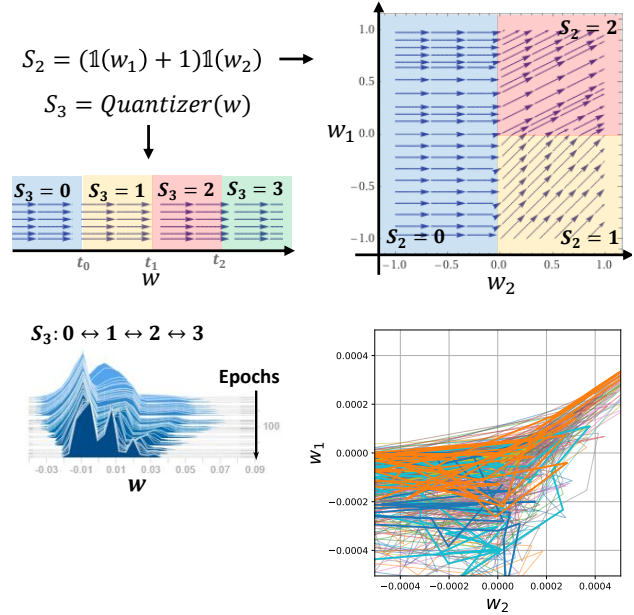 S₂ = (𝟙(w₁) + 1)𝟙(w₂)
S₃ = Quantizer(w)
S₃ = 0 S₃ = 1 S₃ = 2 S₃ = 3
t₀ t₁ t₂
w
S₂ = 2
1.0
0.5
w₁ 0.0
−0.5
−1.0
S₂ = 0 S₂ = 1
−1.0 −0.5 0.0 0.5 1.0
w₂
S₃: 0 ↔ 1 ↔ 2 ↔ 3
Epochs
100
-0.03 -0.01 0.01 0.03 0.05 0.07 0.09
w
0.0004
0.0002
w₁ 0.0000
−0.0002
−0.0004
−0.0004 −0.0002 0.0000 0.0002 0.0004
w₂